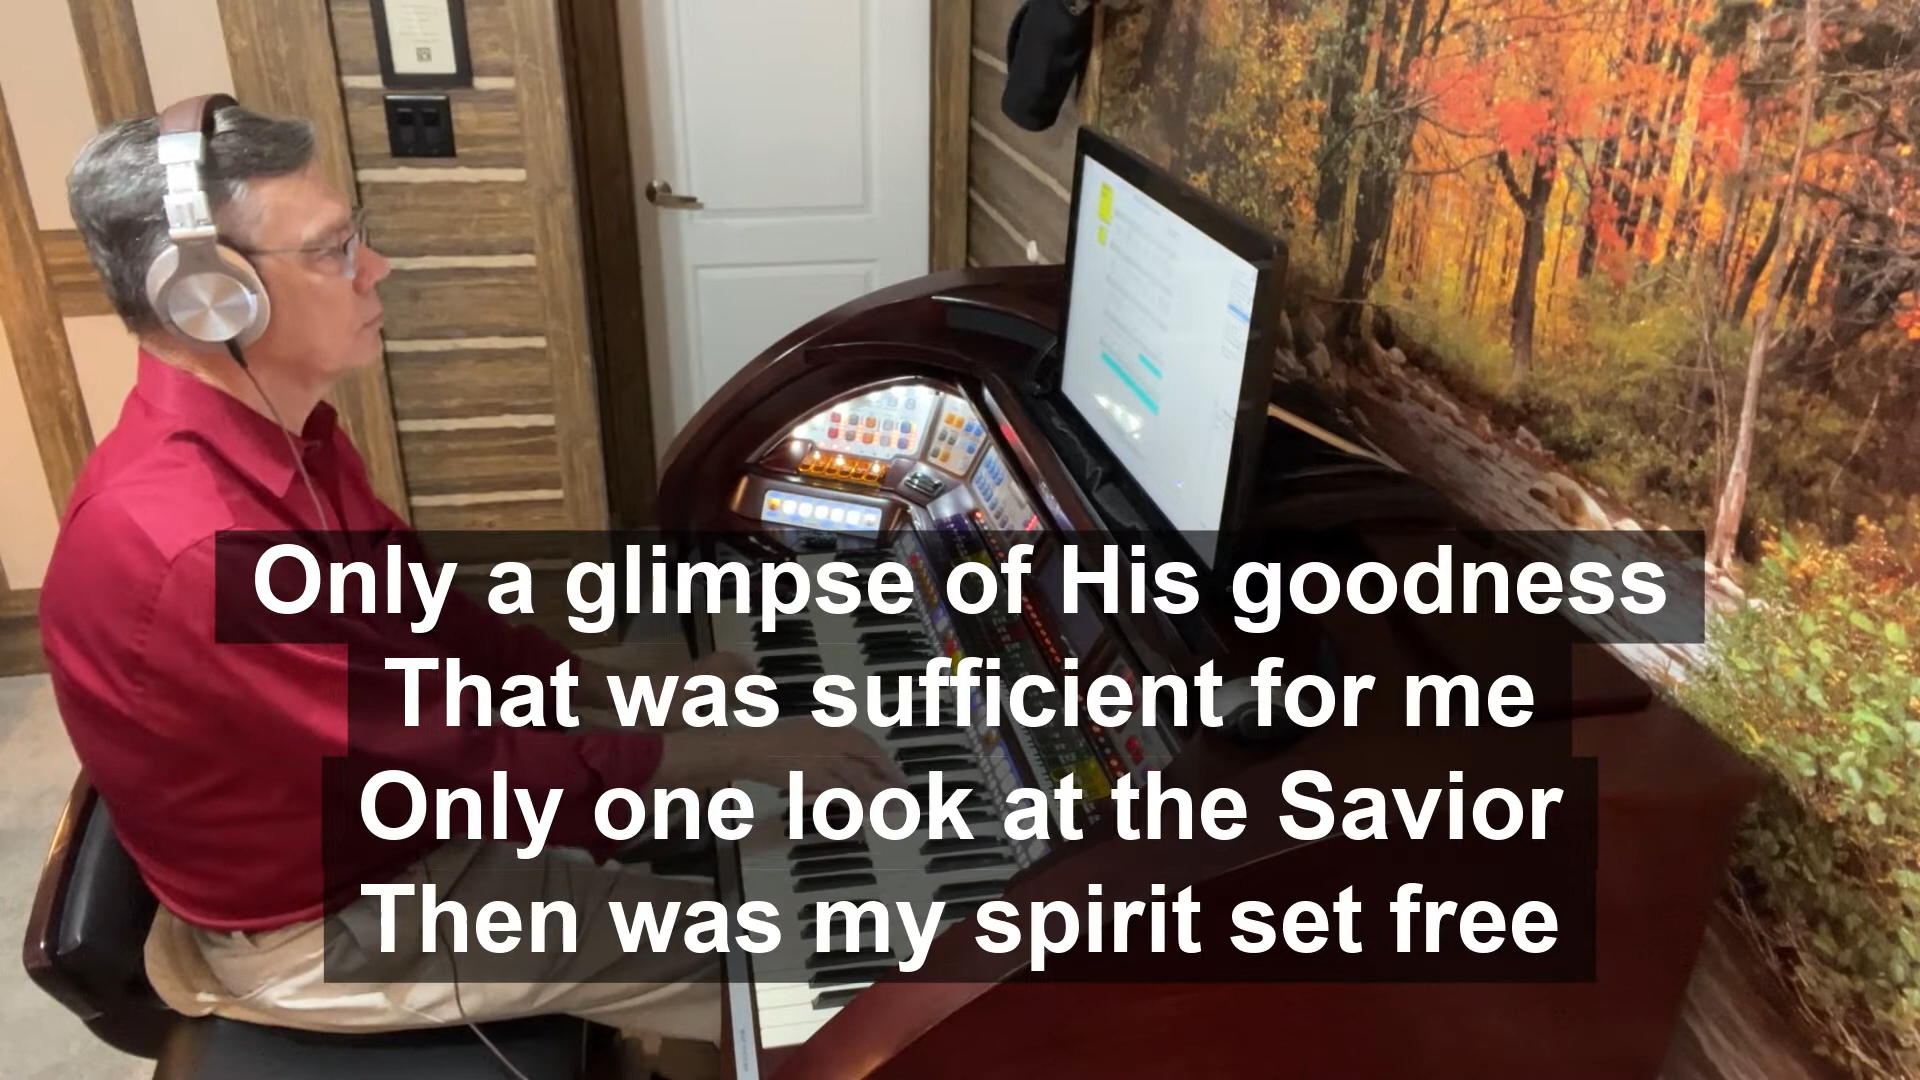 Only a glimpse of His goodness
That was sufficient for me
Only one look at the Savior
Then was my spirit set free